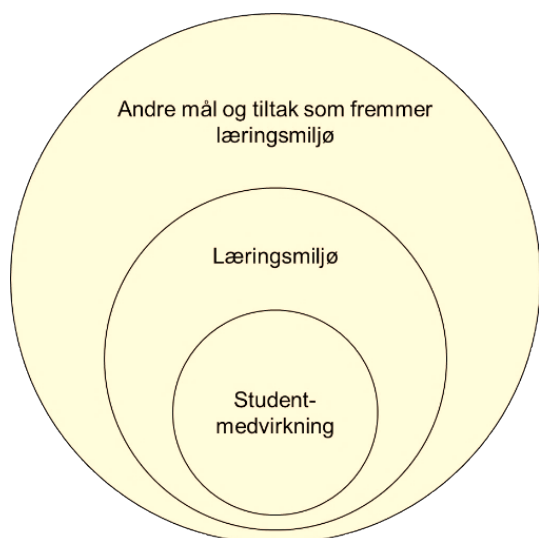 Andre mål og tiltak som fremmer
læringsmiljø
Læringsmiljø
Student-
medvirkning